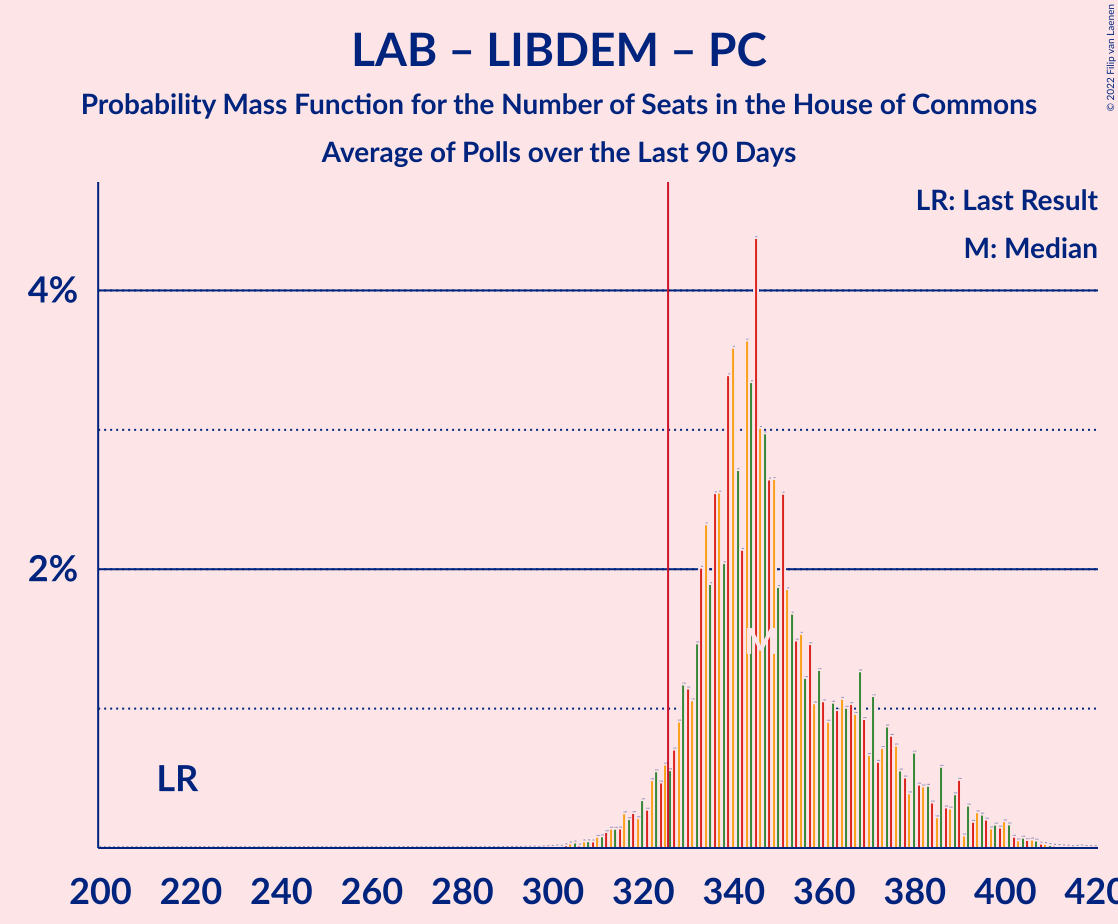 LAB – LIBDEM – PC
Probability Mass Function for the Number of Seats in the House of Commons
Average of Polls over the Last 90 Days
© 2022 Filip van Laenen
LR: Last Result
M: Median
4%
2%
M
LR
200 220 240 260 280 300 320 340 360 380 400 420